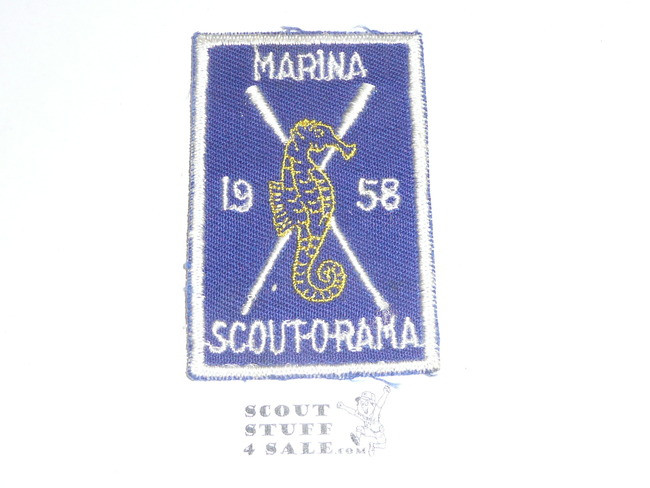 MARINA
19 58
SCOUT-O-RAMA
SCOUT
STUFF
4 SALE.COM